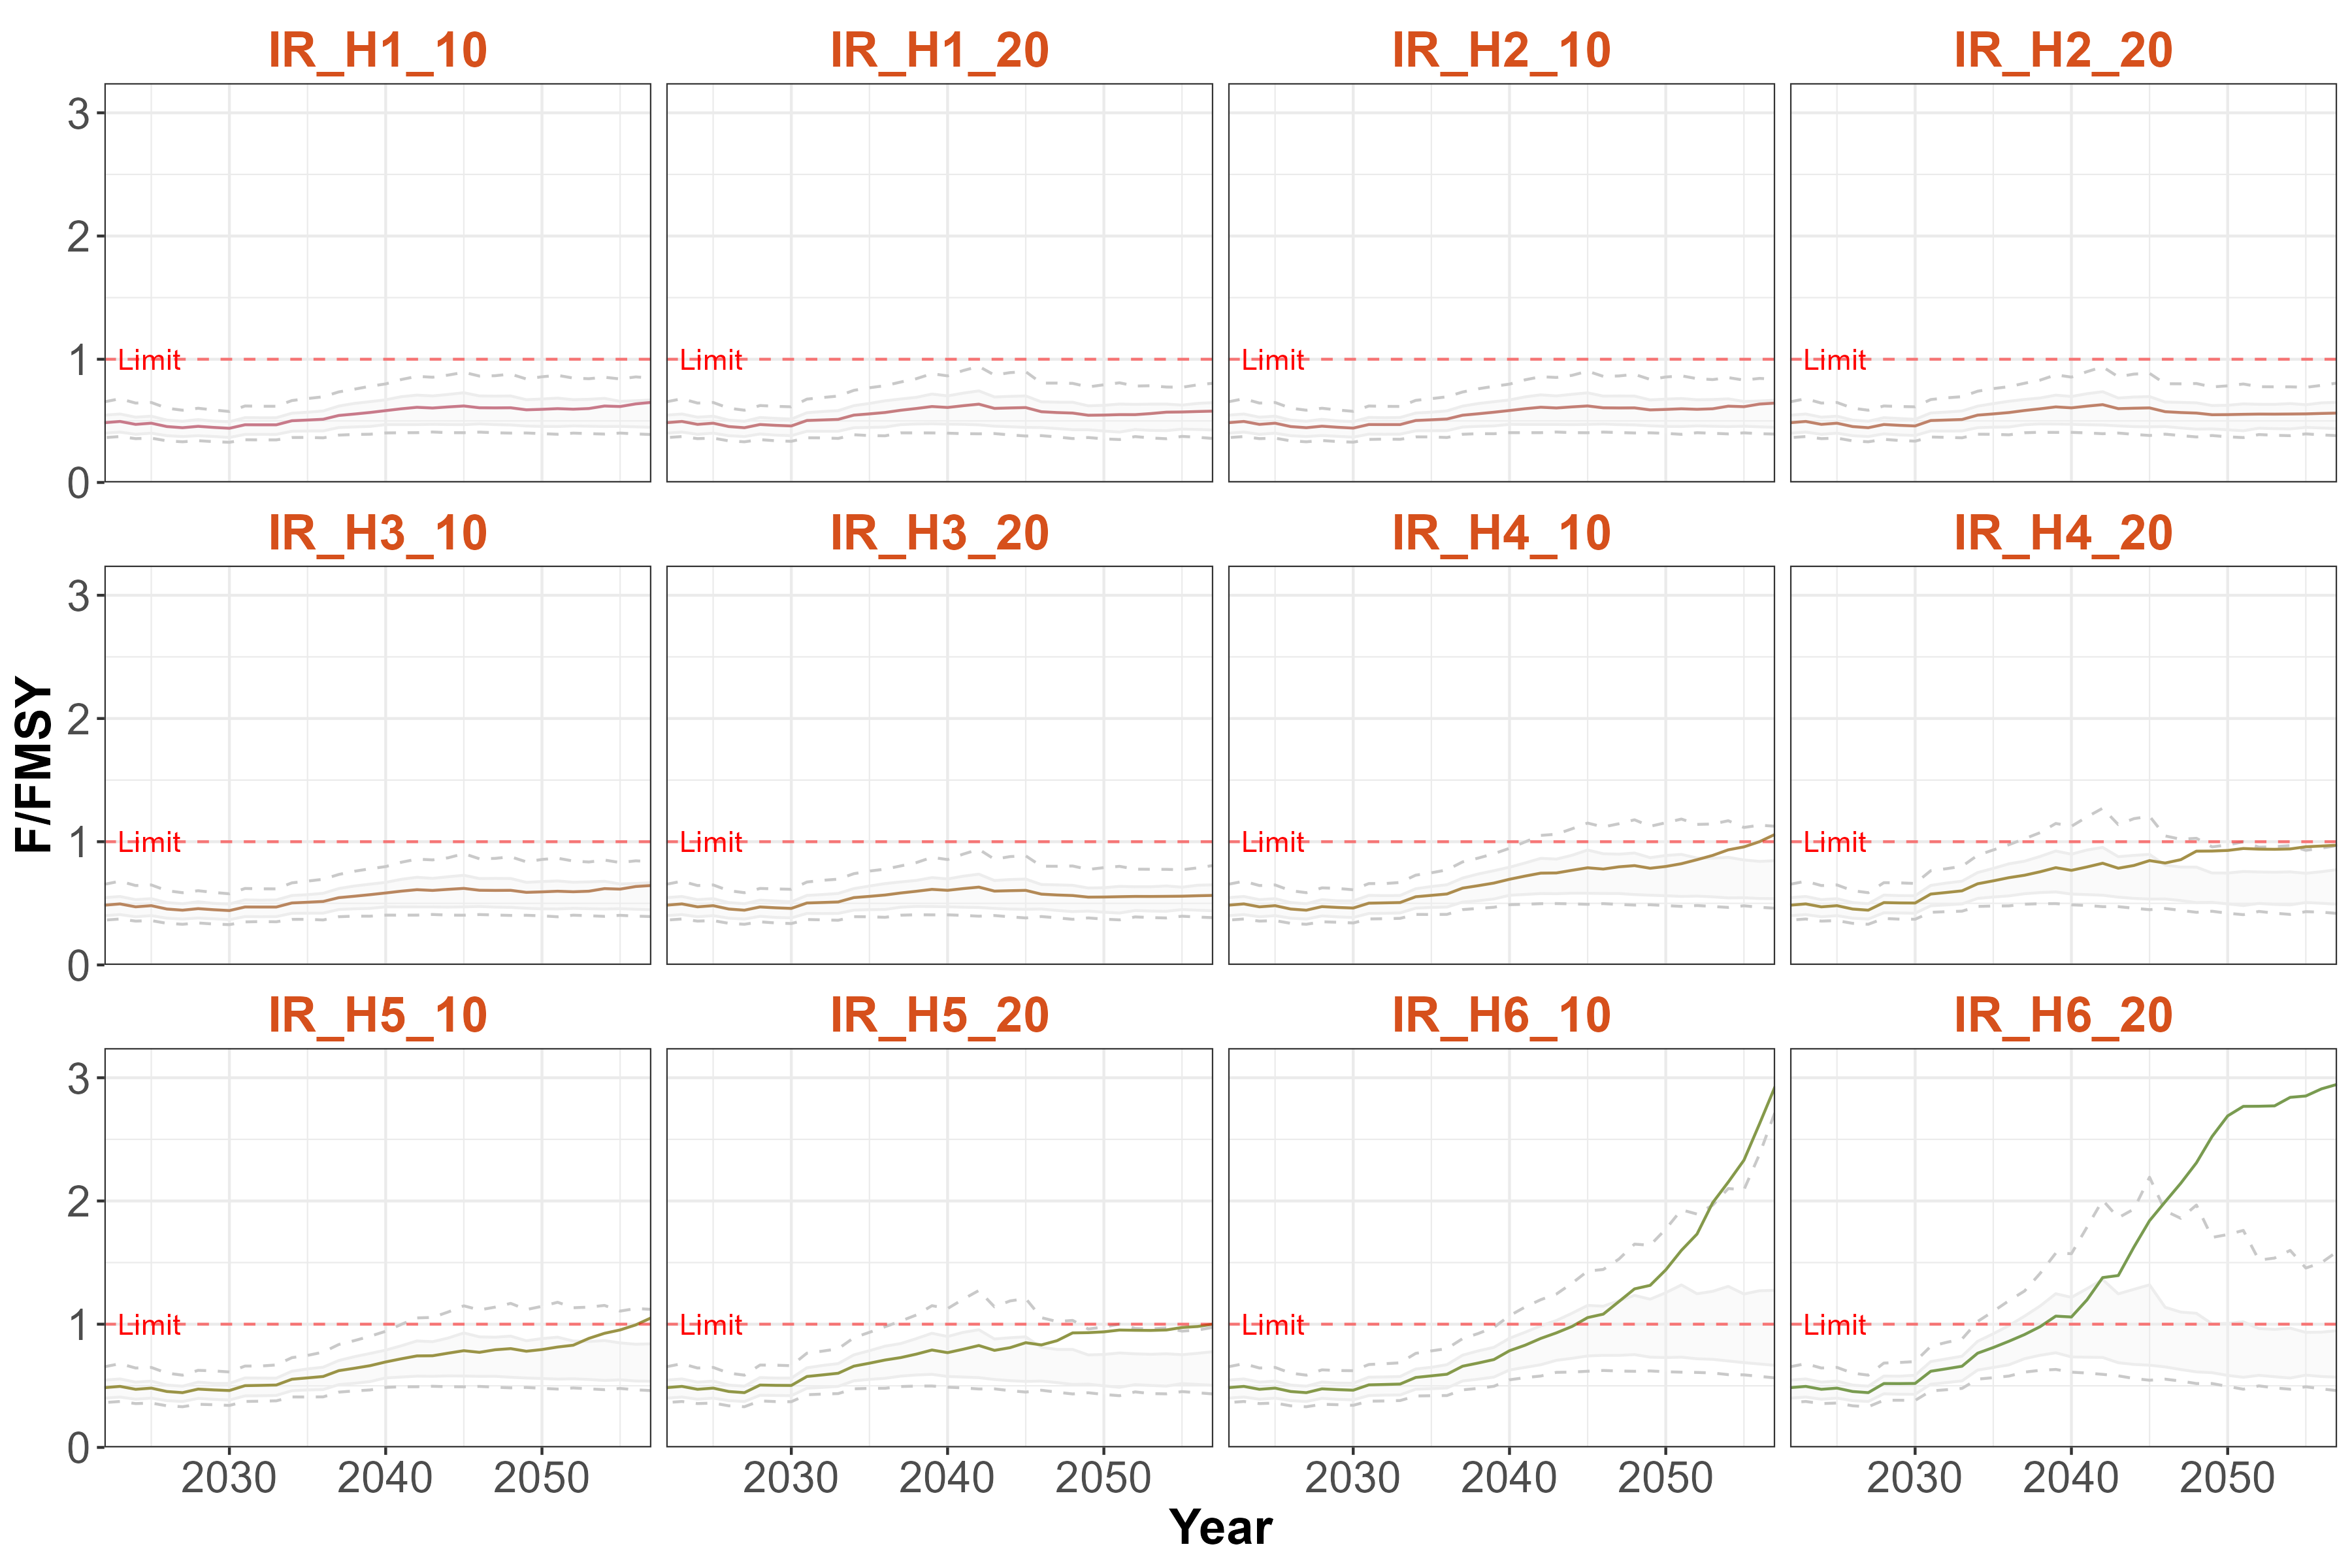 IR_H1_10 IR_H1_20 IR_H2_10 IR_H2_20
3
2
1 Limit Limit Limit Limit
0
IR_H3_10 IR_H3_20 IR_H4_10 IR_H4_20
3
2
1 Limit Limit Limit Limit
0
F/FMSY
IR_H5_10 IR_H5_20 IR_H6_10 IR_H6_20
3
2
1 Limit Limit Limit Limit
0
2030 2040 2050 2030 2040 2050 2030 2040 2050 2030 2040 2050
Year